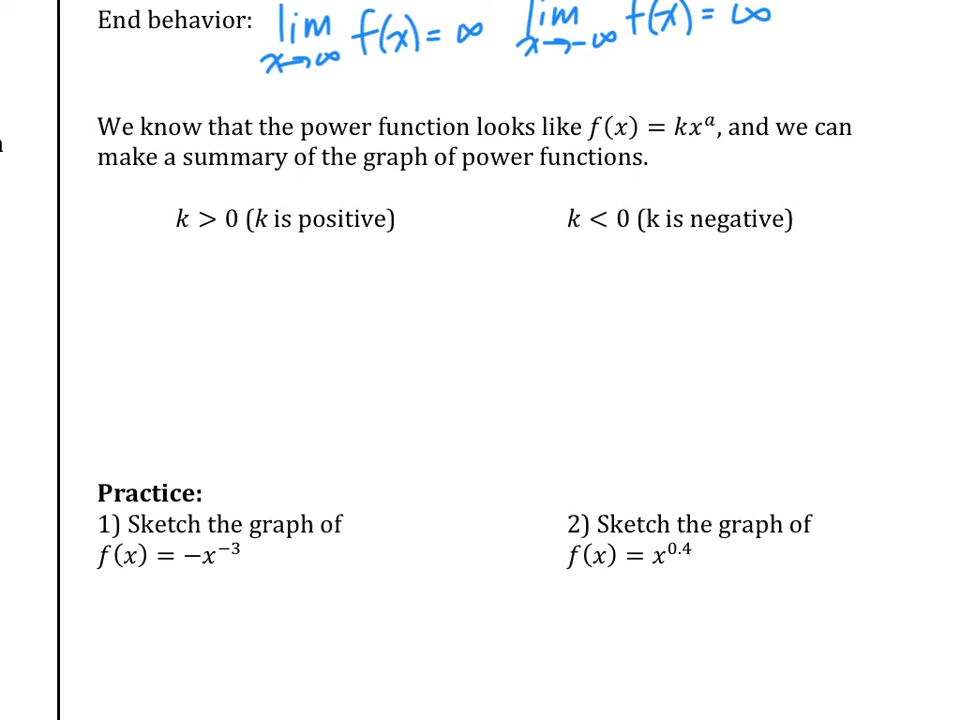 End behavior: lim x→∞ f(x) = ∞ lim x→-∞ f(x) = ∞
We know that the power function looks like f(x) = kxᵃ, and we can
make a summary of the graph of power functions.
k > 0 (k is positive) k < 0 (k is negative)
Practice:
1) Sketch the graph of 2) Sketch the graph of
f(x) = −x⁻³ f(x) = x⁰·⁴